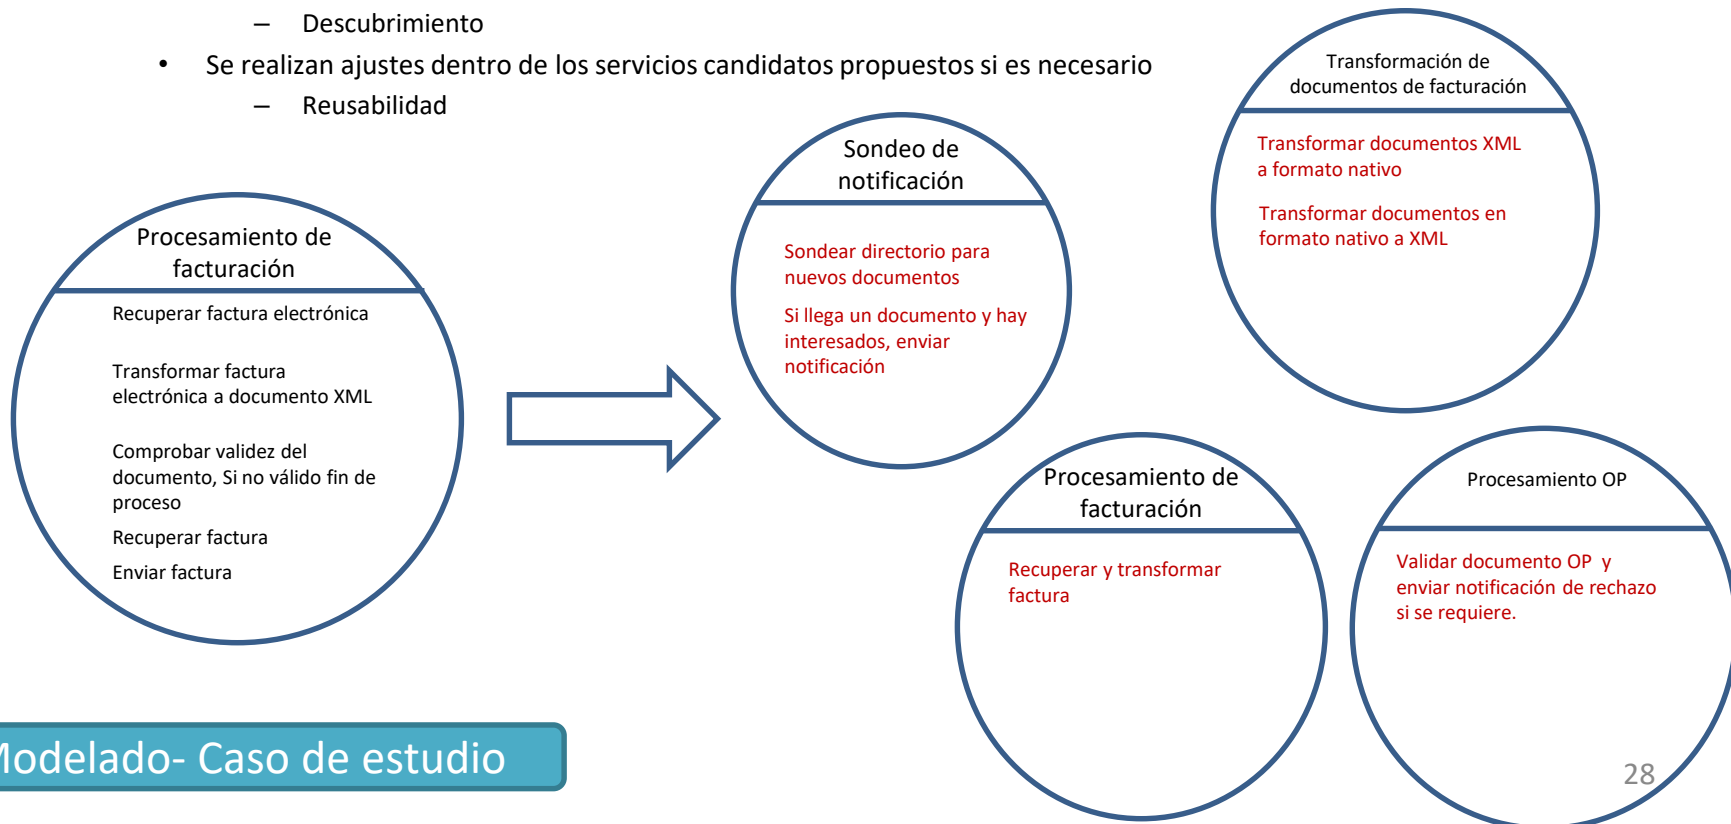 – Descubrimiento
• Se realizan ajustes dentro de los servicios candidatos propuestos si es necesario
– Reusabilidad
Procesamiento de
facturación
Recuperar factura electrónica
Transformar factura
electrónica a documento XML
Comprobar validez del
documento, Si no válido fin de
proceso
Recuperar factura
Enviar factura
Sondeo de
notificación
Sondear directorio para
nuevos documentos
Si llega un documento y hay
interesados, enviar
notificación
Transformación de
documentos de facturación
Transformar documentos XML
a formato nativo
Transformar documentos en
formato nativo a XML
Procesamiento de
facturación
Recuperar y transformar
factura
Procesamiento OP
Validar documento OP y
enviar notificación de rechazo
si se requiere.
Modelado- Caso de estudio
28